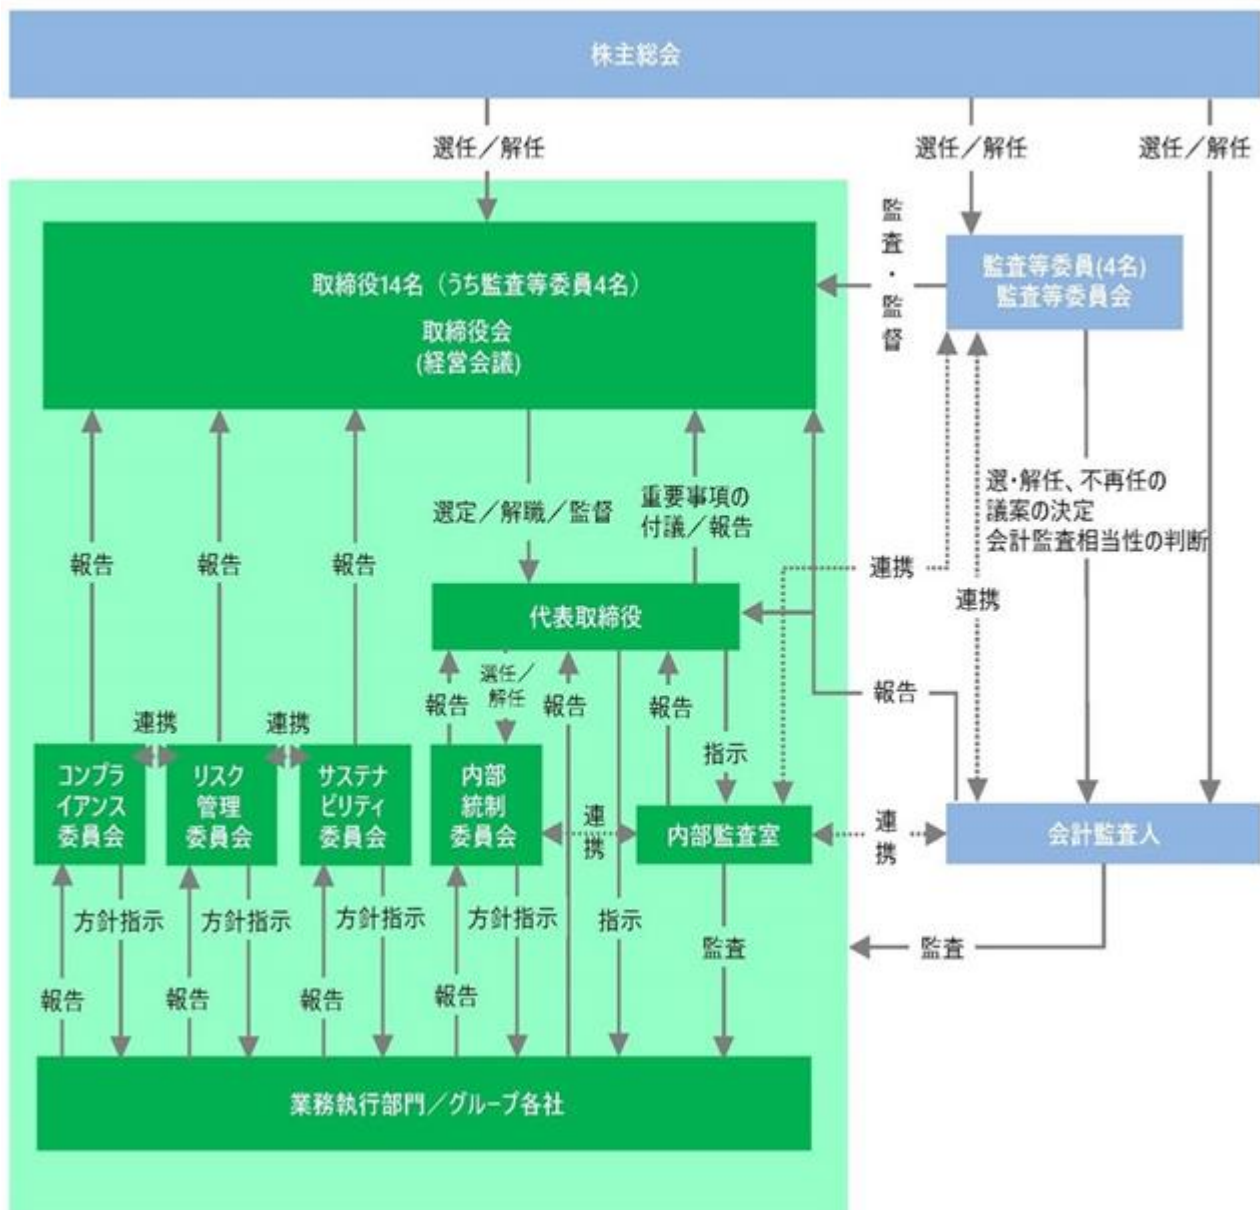 株主総会
選任／解任
選任／解任
選任／解任
監査・監督
取締役14名（うち監査等委員4名）
取締役会
(経営会議)
監査等委員(4名)
監査等委員会
選定／解職／監督
重要事項の
付議／報告
選・解任、不再任の
議案の決定
会計監査相当性の判断
報告
報告
報告
連携
連携
代表取締役
選任／
解任
報告
報告
報告
指示
報告
連携
連携
コンプラ
イアンス
委員会
リスク
管理
委員会
サステナ
ビリティ
委員会
内部
統制
委員会
連携
内部監査室
連携
会計監査人
方針指示
方針指示
方針指示
方針指示
指示
監査
監査
報告
報告
報告
報告
業務執行部門／グループ各社